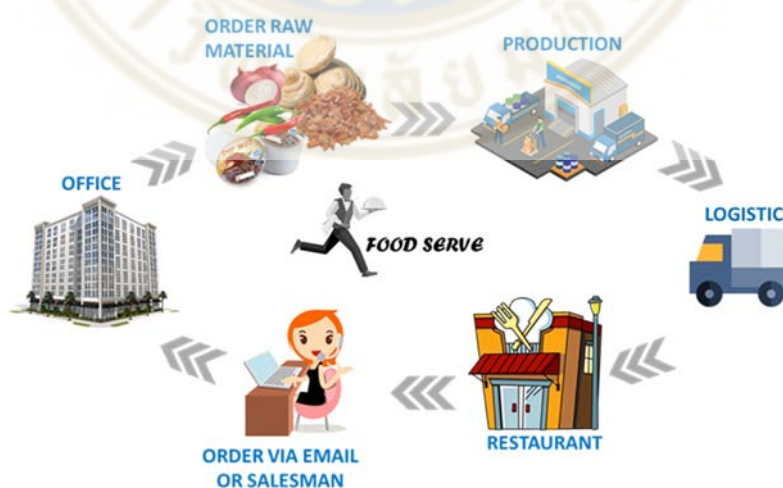 ORDER RAW
MATERIAL
PRODUCTION
OFFICE
LOGISTIC
FOOD SERVE
RESTAURANT
ORDER VIA EMAIL
OR SALESMAN